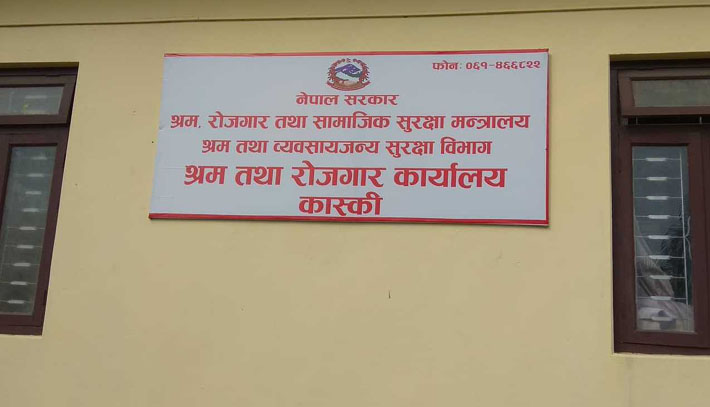 फोनः ०६१-४६६८२२
नेपाल सरकार
श्रम, रोजगार तथा सामाजिक सुरक्षा मन्त्रालय
श्रम तथा व्यवसायजन्य सुरक्षा विभाग
श्रम तथा रोजगार कार्यालय
कास्की